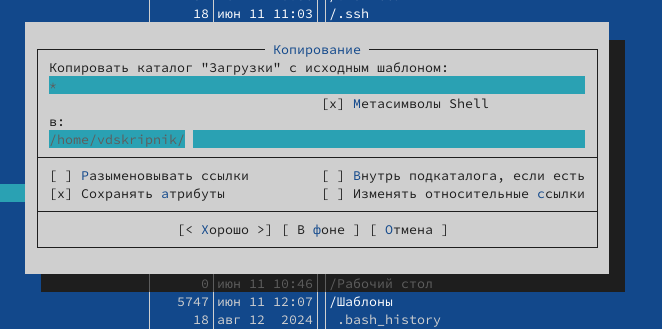 18 июн 11 11:03 /.ssh
Копирование
Копировать каталог "Загрузки" с исходным шаблоном:
*
[x] Метасимволы Shell
в:
/home/vdskripnik/
[ ] Разыменовывать ссылки [ ] Внутрь подкаталога, если есть
[x] Сохранять атрибуты [ ] Изменять относительные ссылки
[< Хорошо >] [ В фоне ] [ Отмена ]
0 июн 11 10:46 /Рабочий стол
5747 июн 11 12:07 /Шаблоны
18 авг 12 2024 .bash_history